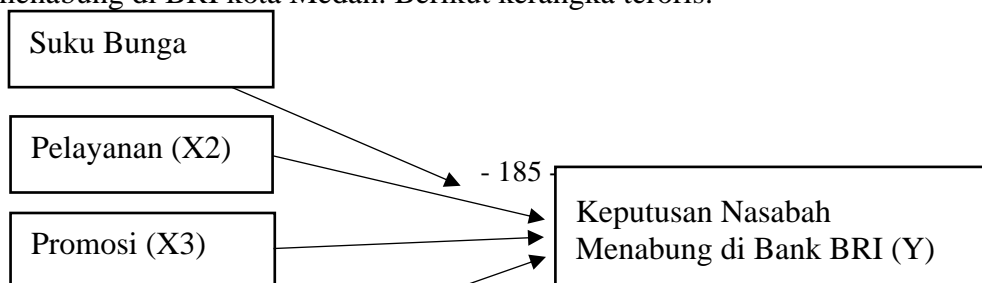 menabung di BRI kota Medan. Berikut kerangka teroris:
Suku Bunga
Pelayanan (X2)
- 185 -
Promosi (X3)
Keputusan Nasabah
Menabung di Bank BRI (Y)